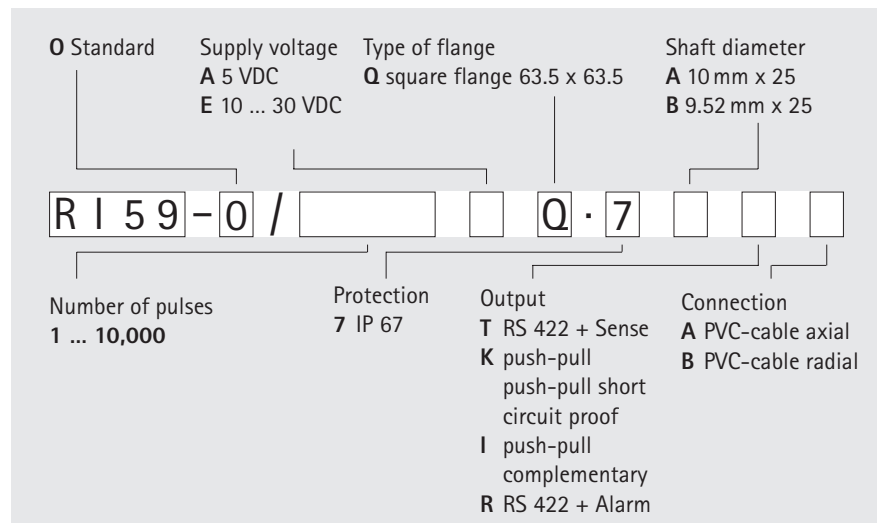 O Standard
Supply voltage
A 5 VDC
E 10 ... 30 VDC
Type of flange
Q square flange 63.5 x 63.5
Shaft diameter
A 10 mm x 25
B 9.52 mm x 25
R I 5 9 - 0 / Q · 7
Number of pulses
1 ... 10,000
Protection
7 IP 67
Output
T RS 422 + Sense
K push-pull
push-pull short
circuit proof
I push-pull
complementary
R RS 422 + Alarm
Connection
A PVC-cable axial
B PVC-cable radial